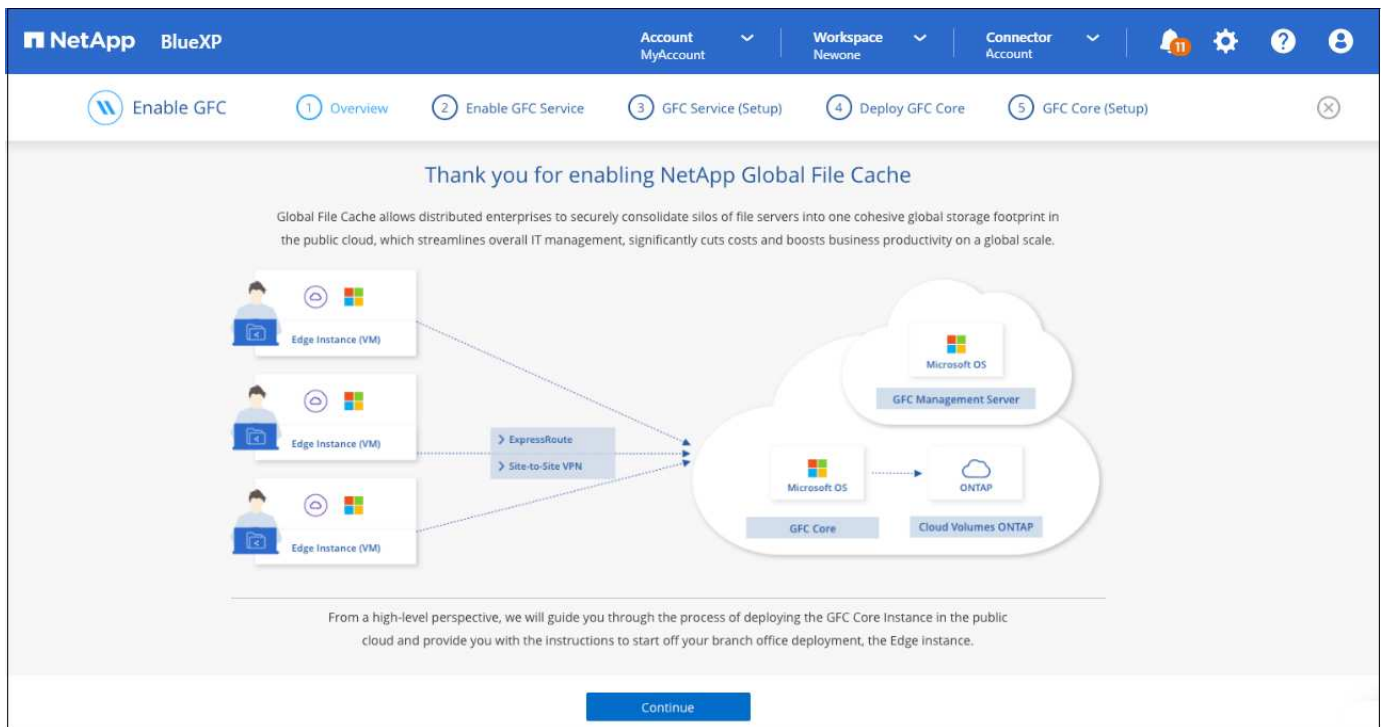 NetApp BlueXP
Account
MyAccount
Workspace
Newone
Connector
Account
11
?
Enable GFC
1 Overview
2 Enable GFC Service
3 GFC Service (Setup)
4 Deploy GFC Core
5 GFC Core (Setup)
Thank you for enabling NetApp Global File Cache
Global File Cache allows distributed enterprises to securely consolidate silos of file servers into one cohesive global storage footprint in
the public cloud, which streamlines overall IT management, significantly cuts costs and boosts business productivity on a global scale.
Edge Instance (VM)
Edge Instance (VM)
Edge Instance (VM)
> ExpressRoute
> Site-to-Site VPN
Microsoft OS
GFC Management Server
Microsoft OS
GFC Core
ONTAP
Cloud Volumes ONTAP
From a high-level perspective, we will guide you through the process of deploying the GFC Core Instance in the public
cloud and provide you with the instructions to start off your branch office deployment, the Edge instance.
Continue